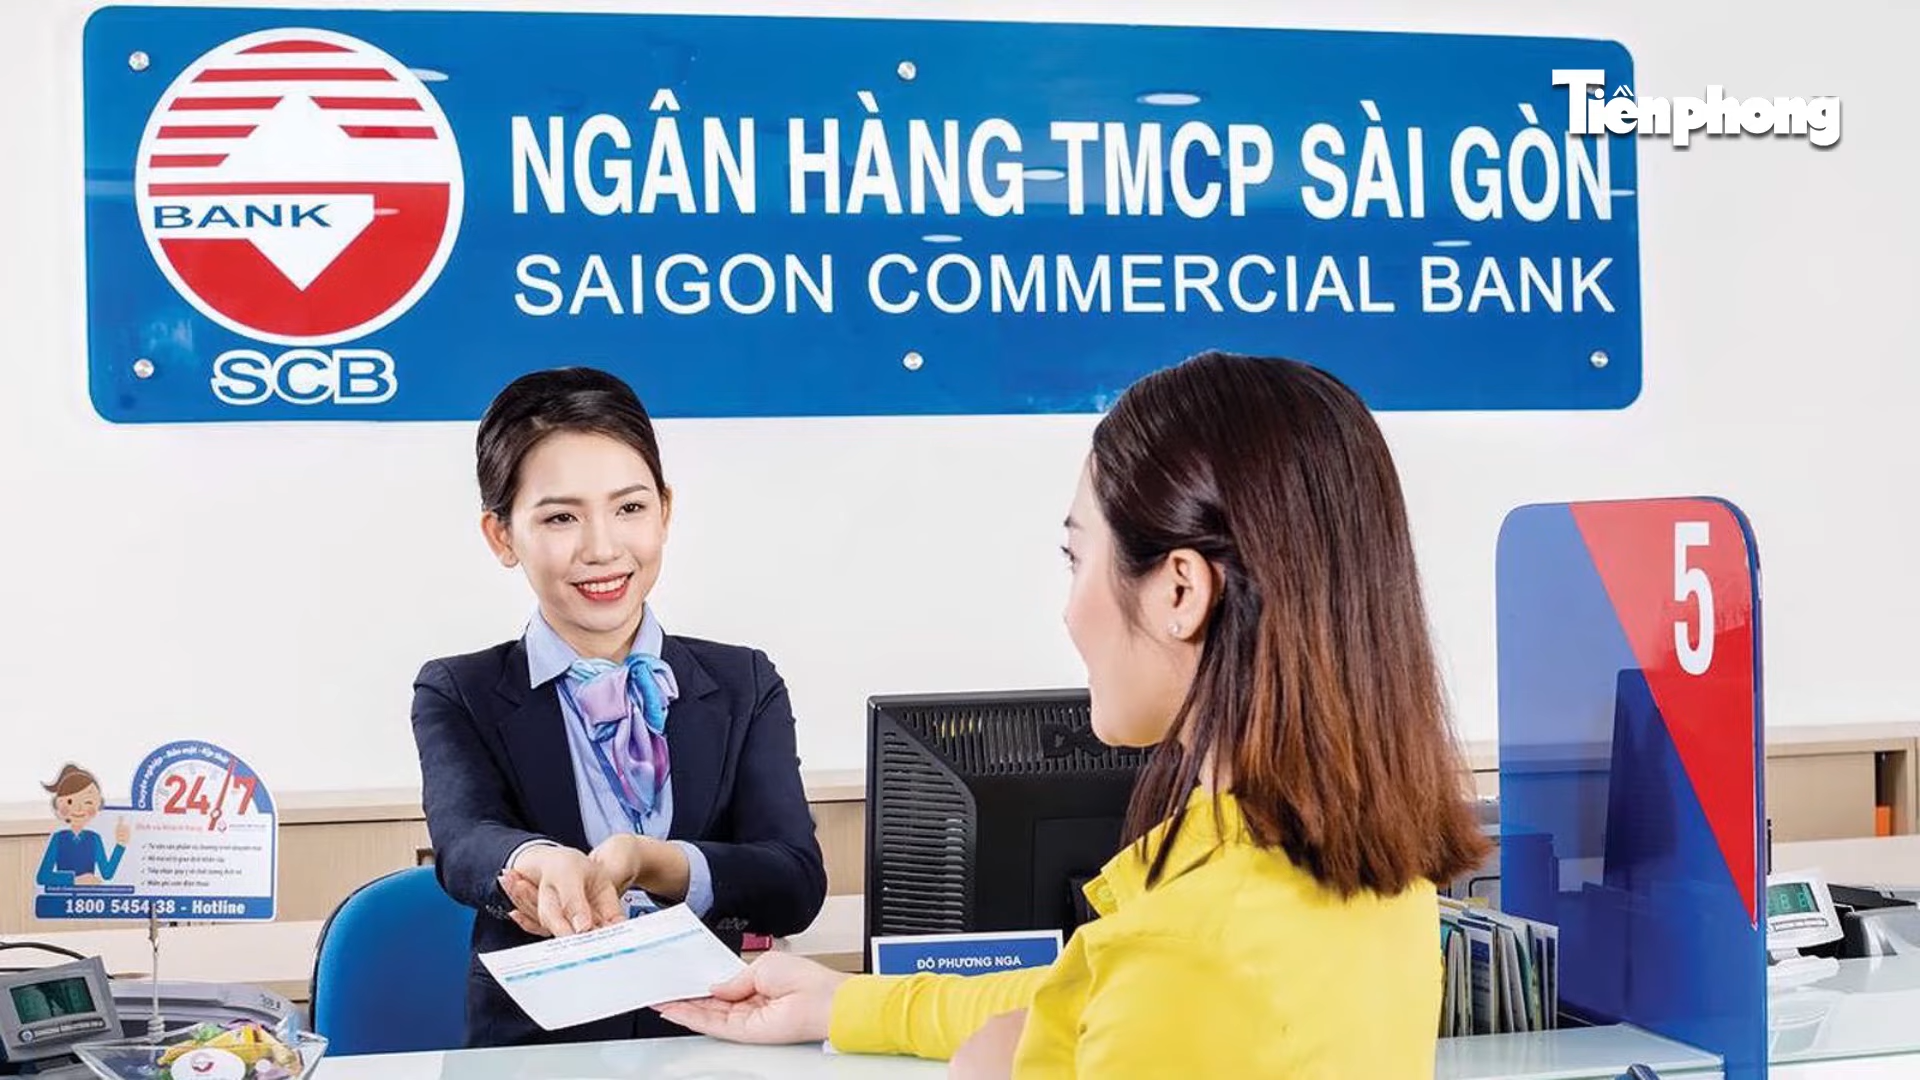 Tiền phong
NGÂN HÀNG TMCP SÀI GÒN
SAIGON COMMERCIAL BANK
BANK
SCB
5
24/7
1800 5454 38 - Hotline
ĐỖ PHƯƠNG NGA